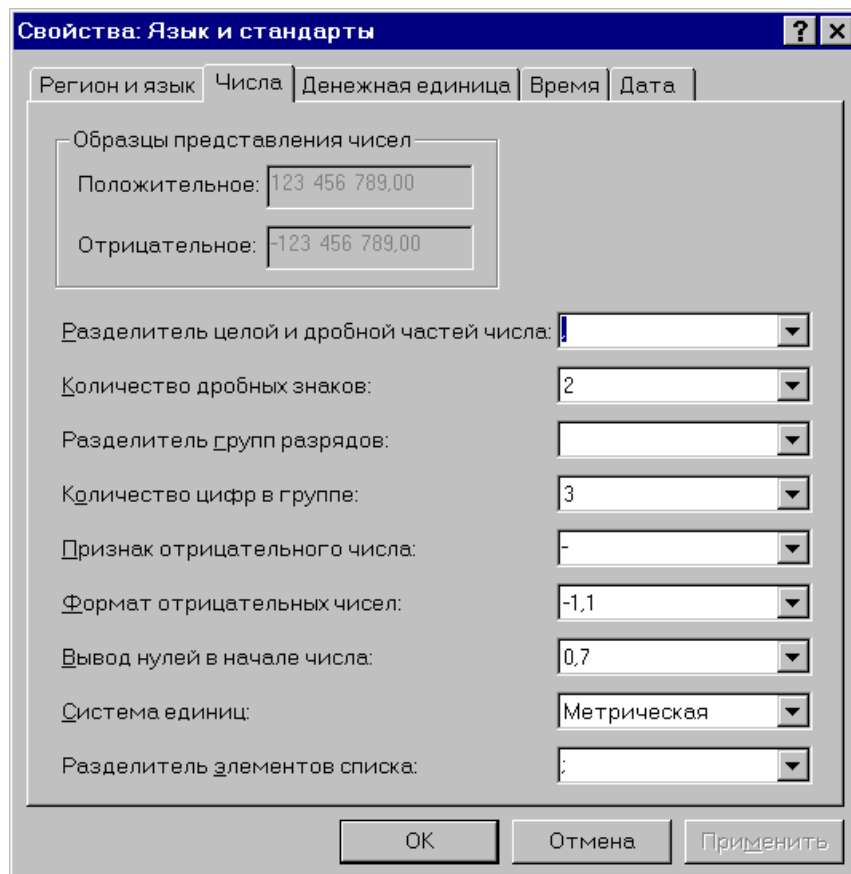 Свойства: Язык и стандарты
Регион и язык Числа Денежная единица Время Дата
Образцы представления чисел
Положительное: 123 456 789,00
Отрицательное: -123 456 789,00
Разделитель целой и дробной частей числа: ,
Количество дробных знаков: 2
Разделитель групп разрядов:
Количество цифр в группе: 3
Признак отрицательного числа: -
Формат отрицательных чисел: -1,1
Вывод нулей в начале числа: 0,7
Система единиц: Метрическая
Разделитель элементов списка: ;
OK Отмена Применить